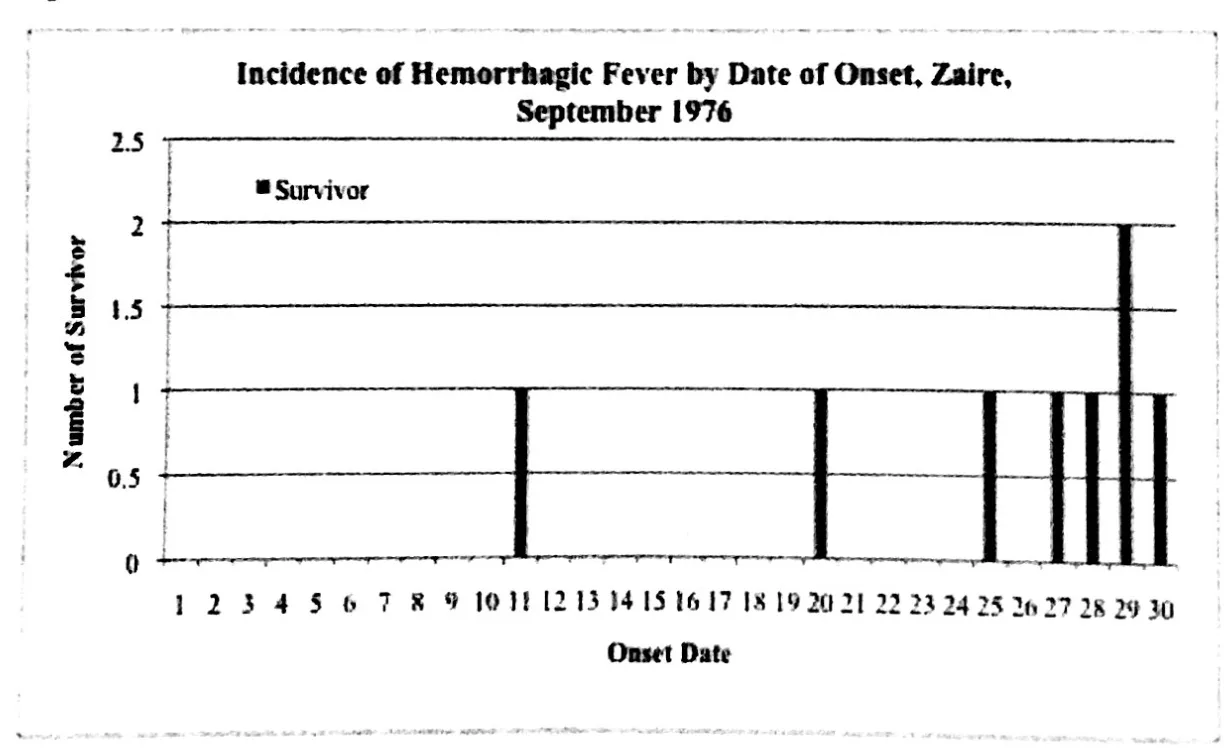 Incidence of Hemorrhagic Fever by Date of Onset, Zaire,
September 1976
2.5
Survivor
2
1.5
1
0.5
0
Number of Survivor
1 2 3 4 5 6 7 8 9 10 11 12 13 14 15 16 17 18 19 20 21 22 23 24 25 26 27 28 29 30
Onset Date